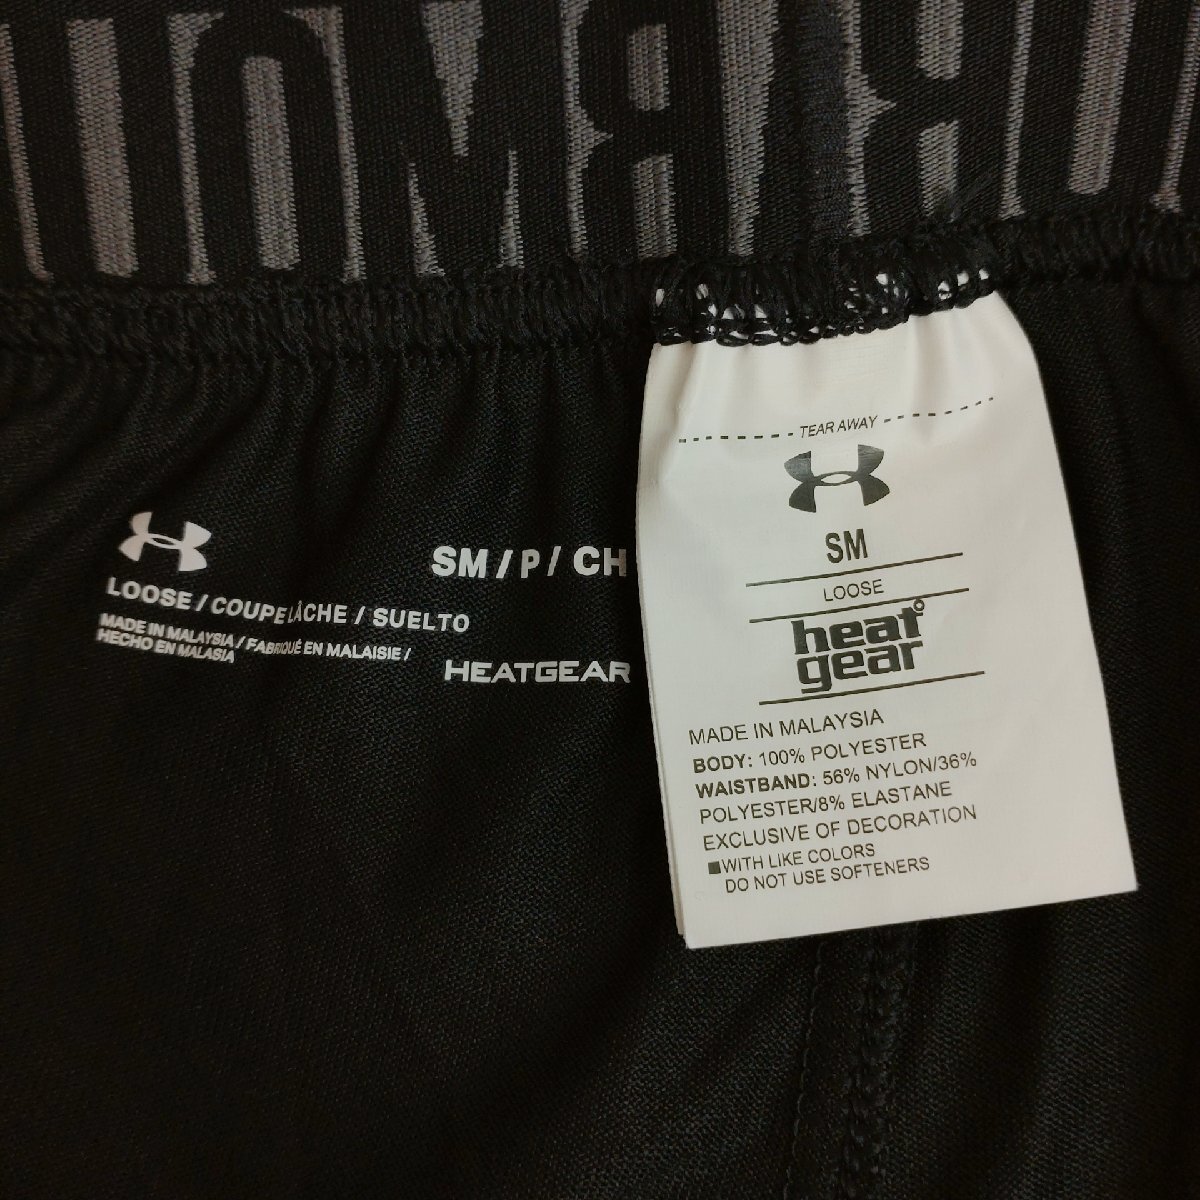 SM / P / CH
LOOSE / COUPE LÂCHE / SUELTO
MADE IN MALAYSIA / FABRIQUÉ EN MALAISIE /
HECHO EN MALASIA
HEATGEAR
TEAR AWAY
SM
LOOSE
heat
gear
MADE IN MALAYSIA
BODY: 100% POLYESTER
WAISTBAND: 56% NYLON/36%
POLYESTER/8% ELASTANE
EXCLUSIVE OF DECORATION
WITH LIKE COLORS
DO NOT USE SOFTENERS